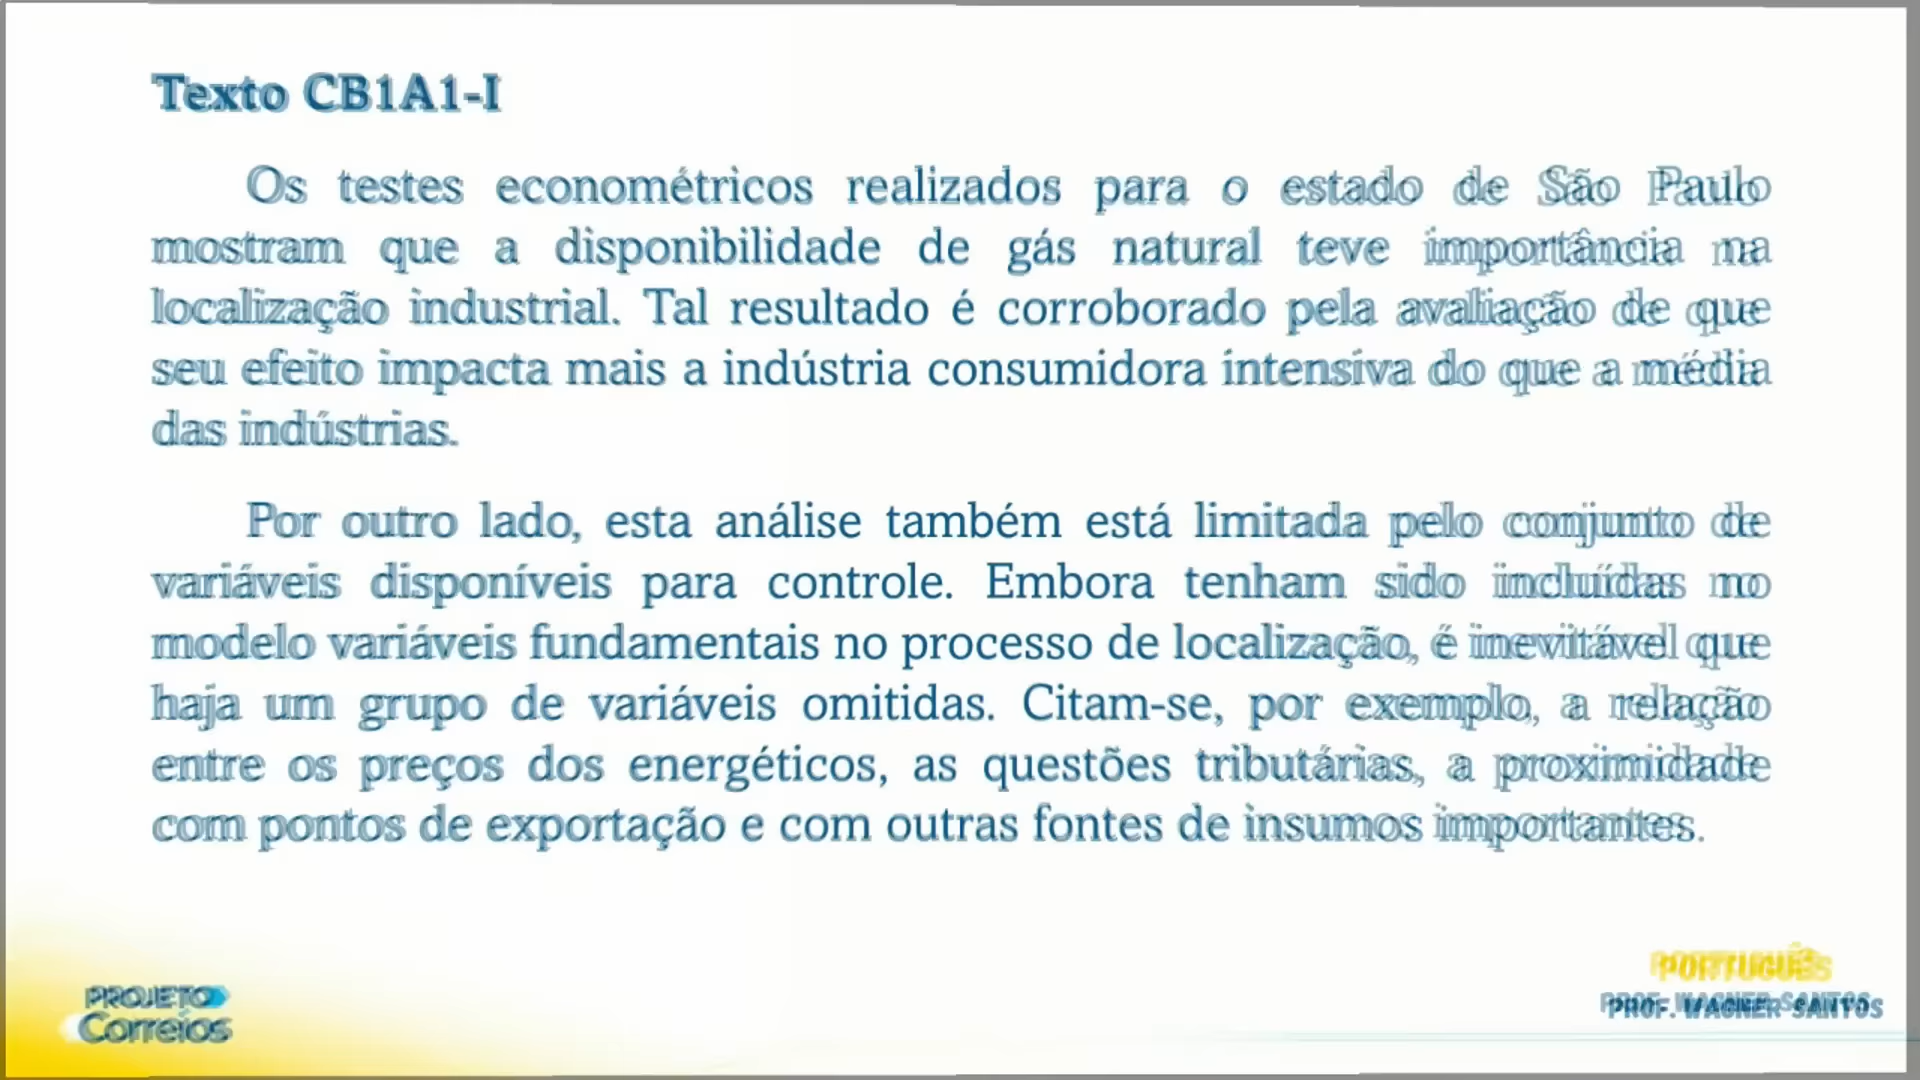 Texto CB1A1-I
Os testes econométricos realizados para o estado de São Paulo
mostram que a disponibilidade de gás natural teve importância na
localização industrial. Tal resultado é corroborado pela avaliação de que
seu efeito impacta mais a indústria consumidora intensiva do que a média
das indústrias.
Por outro lado, esta análise também está limitada pelo conjunto de
variáveis disponíveis para controle. Embora tenham sido incluídas no
modelo variáveis fundamentais no processo de localização, é inevitável que
haja um grupo de variáveis omitidas. Citam-se, por exemplo, a relação
entre os preços dos energéticos, as questões tributárias, a proximidade
com pontos de exportação e com outras fontes de insumos importantes.
PROJETO
Correios
PORTUGUÊS
PROF. WAGNER SANTOS